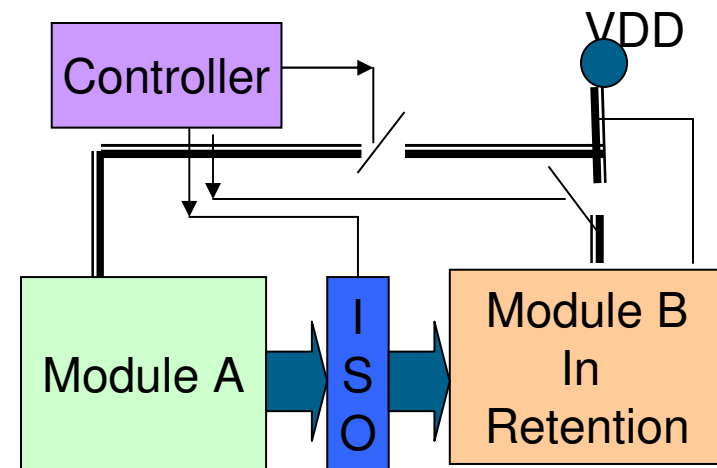 VDD
Controller
Module A
I
S
O
Module B
In
Retention